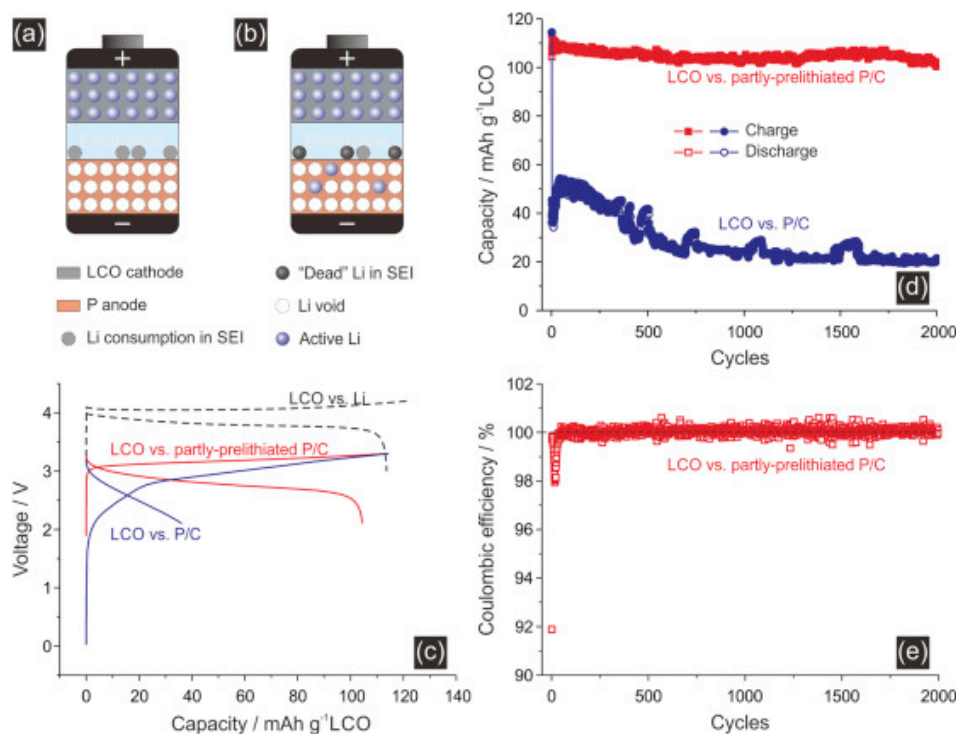 (a)
+
−
(b)
+
−
LCO cathode
P anode
Li consumption in SEI
"Dead" Li in SEI
Li void
Active Li
Voltage / V
4
3
2
1
0
LCO vs. Li
LCO vs. partly-prelithiated P/C
LCO vs. P/C
(c)
0 20 40 60 80 100 120 140
Capacity / mAh g⁻¹LCO
Capacity / mAh g⁻¹LCO
120
100
80
60
40
20
0
LCO vs. partly-prelithiated P/C
Charge
Discharge
LCO vs. P/C
(d)
0 500 1000 1500 2000
Cycles
Coulombic efficiency / %
102
100
98
96
94
92
90
LCO vs. partly-prelithiated P/C
(e)
0 500 1000 1500 2000
Cycles